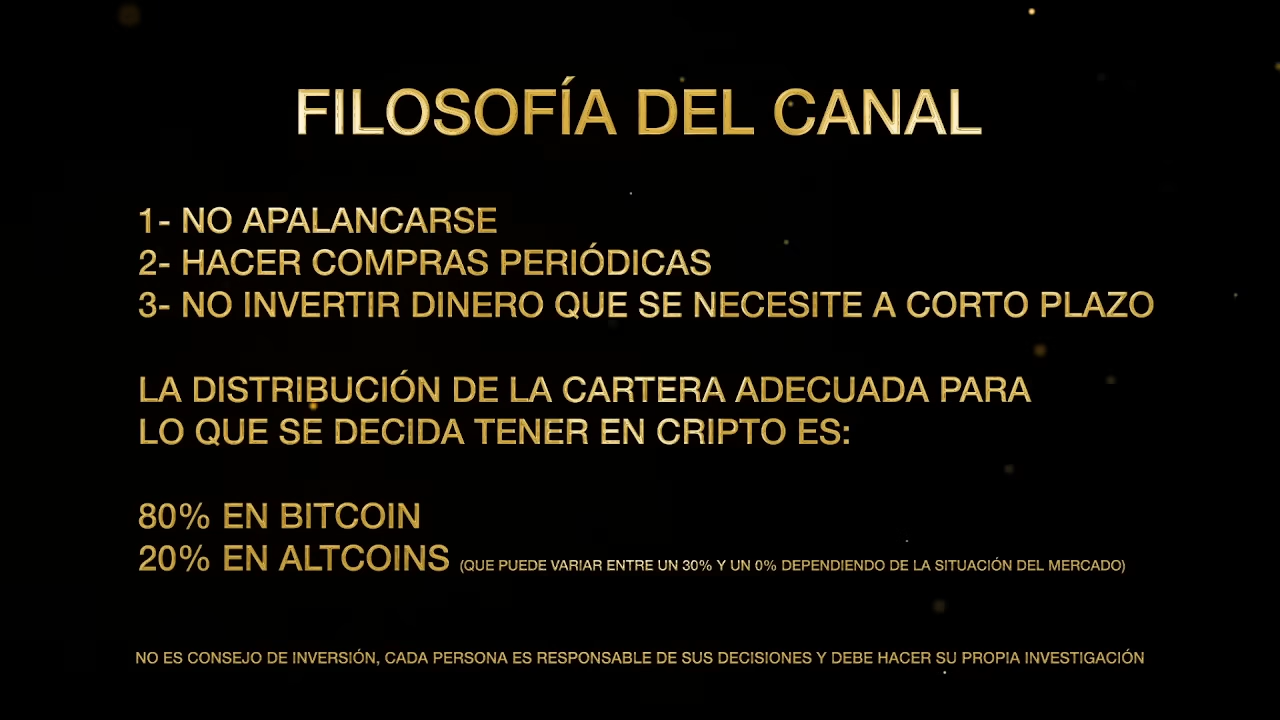 FILOSOFÍA DEL CANAL
1- NO APALANCARSE
2- HACER COMPRAS PERIÓDICAS
3- NO INVERTIR DINERO QUE SE NECESITE A CORTO PLAZO
LA DISTRIBUCIÓN DE LA CARTERA ADECUADA PARA
LO QUE SE DECIDA TENER EN CRIPTO ES:
80% EN BITCOIN
20% EN ALTCOINS (QUE PUEDE VARIAR ENTRE UN 30% Y UN 0% DEPENDIENDO DE LA SITUACIÓN DEL MERCADO)
NO ES CONSEJO DE INVERSIÓN, CADA PERSONA ES RESPONSABLE DE SUS DECISIONES Y DEBE HACER SU PROPIA INVESTIGACIÓN